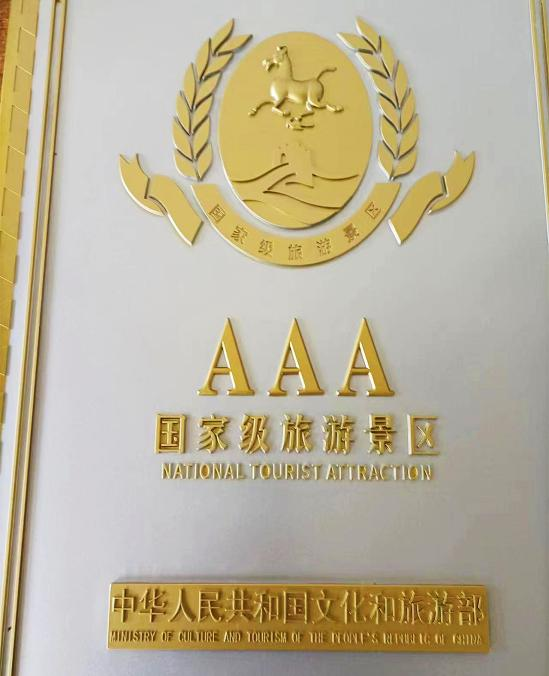 国家级旅游景区
AAA
国家级旅游景区
NATIONAL TOURIST ATTRACTION
中华人民共和国文化和旅游部
MINISTRY OF CULTURE AND TOURISM OF THE PEOPLE'S REPUBLIC OF CHINA